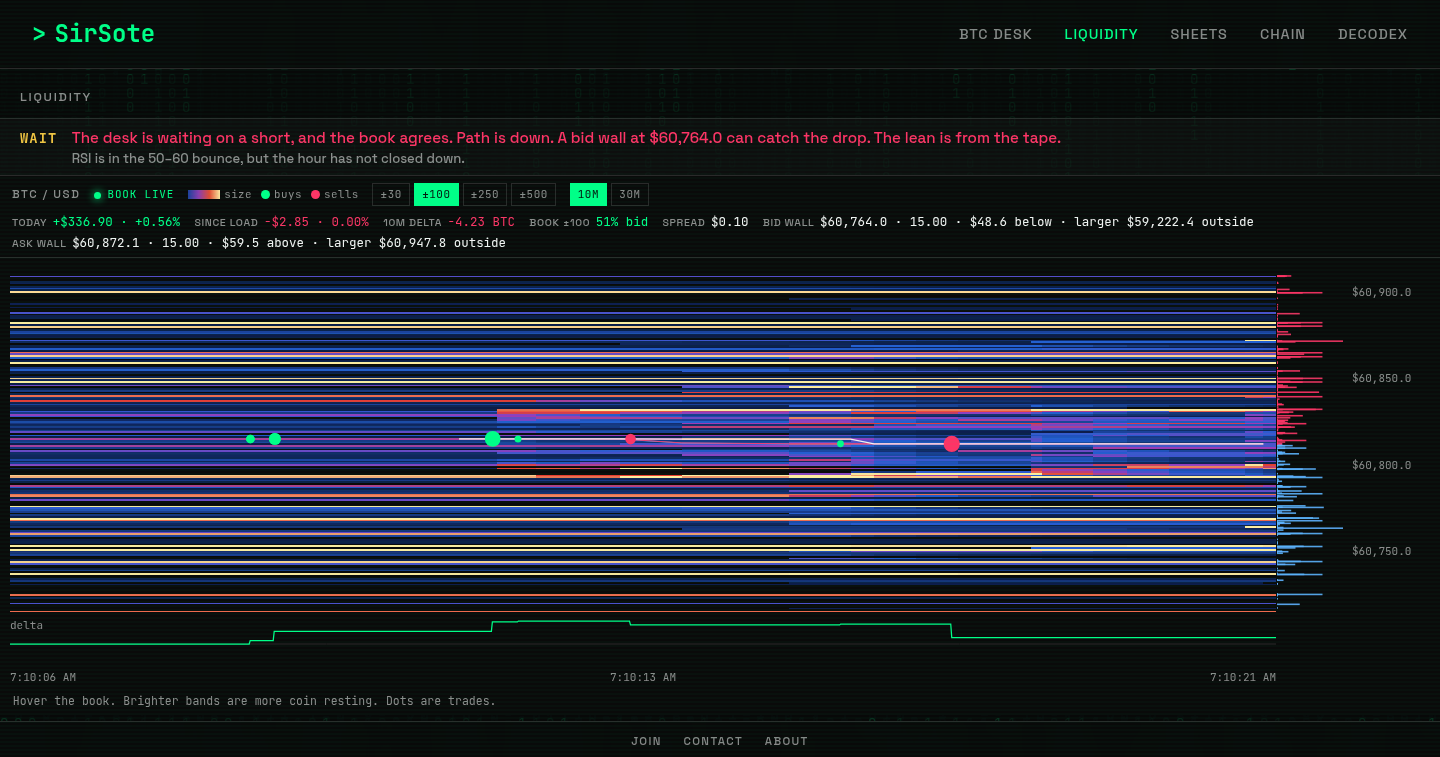 > SirSote
BTC DESK LIQUIDITY SHEETS CHAIN DECODEX
LIQUIDITY
WAIT The desk is waiting on a short, and the book agrees. Path is down. A bid wall at $60,764.0 can catch the drop. The lean is from the tape.
RSI is in the 50–60 bounce, but the hour has not closed down.
BTC / USD BOOK LIVE size buys sells ±30 ±100 ±250 ±500 10M 30M
TODAY +$336.90 · +0.56% SINCE LOAD -$2.85 · 0.00% 10M DELTA -4.23 BTC BOOK ±100 51% bid SPREAD $0.10 BID WALL $60,764.0 · 15.00 · $48.6 below · larger $59,222.4 outside
ASK WALL $60,872.1 · 15.00 · $59.5 above · larger $60,947.8 outside
$60,900.0
$60,850.0
$60,800.0
$60,750.0
delta
7:10:06 AM 7:10:13 AM 7:10:21 AM
Hover the book. Brighter bands are more coin resting. Dots are trades.
JOIN CONTACT ABOUT